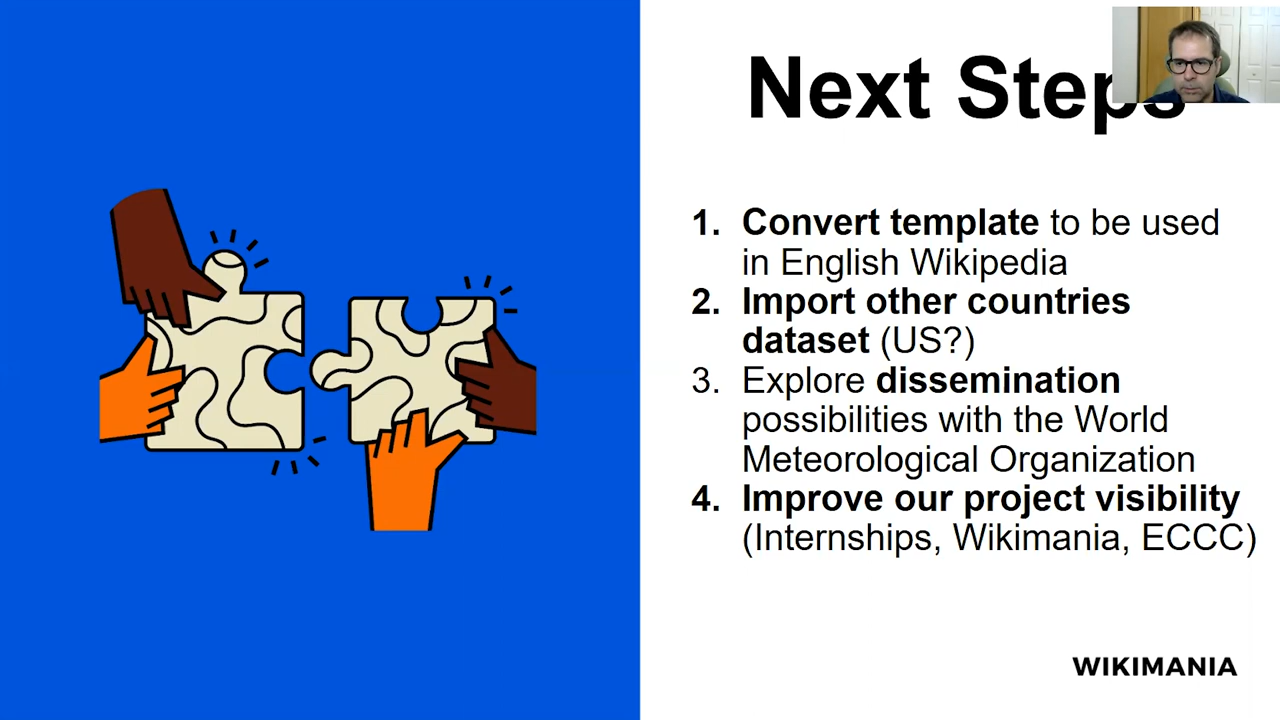 Next Steps
1. Convert template to be used
in English Wikipedia
2. Import other countries
dataset (US?)
3. Explore dissemination
possibilities with the World
Meteorological Organization
4. Improve our project visibility
(Internships, Wikimania, ECCC)
WIKIMANIA